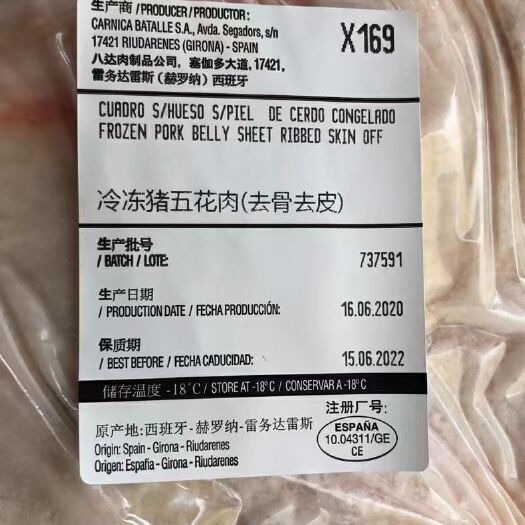 生产商 / PRODUCER / PRODUCTOR :
CARNICA BATALLE S.A., Avda. Segadors, s/n
17421 RIUDARENES (GIRONA) - SPAIN
八达肉制品公司，塞伽多大道, 17421,
雷务达雷斯（赫罗纳）西班牙
X169
CUADRO S/HUESO S/PIEL DE CERDO CONGELADO
FROZEN PORK BELLY SHEET RIBBED SKIN OFF
冷冻猪五花肉(去骨去皮)
生产批号
/ BATCH / LOTE:
737591
生产日期
/ PRODUCTION DATE / FECHA PRODUCCIÓN:
16.06.2020
保质期
/ BEST BEFORE / FECHA CADUCIDAD:
15.06.2022
储存温度 -18°C / STORE AT -18°C / CONSERVAR A -18°C
原产地:西班牙-赫罗纳-雷务达雷斯
Origin: Spain - Girona - Riudarenes
Origen: España - Girona - Riudarenes
注册厂号:
ESPAÑA
10.04311/GE
CE